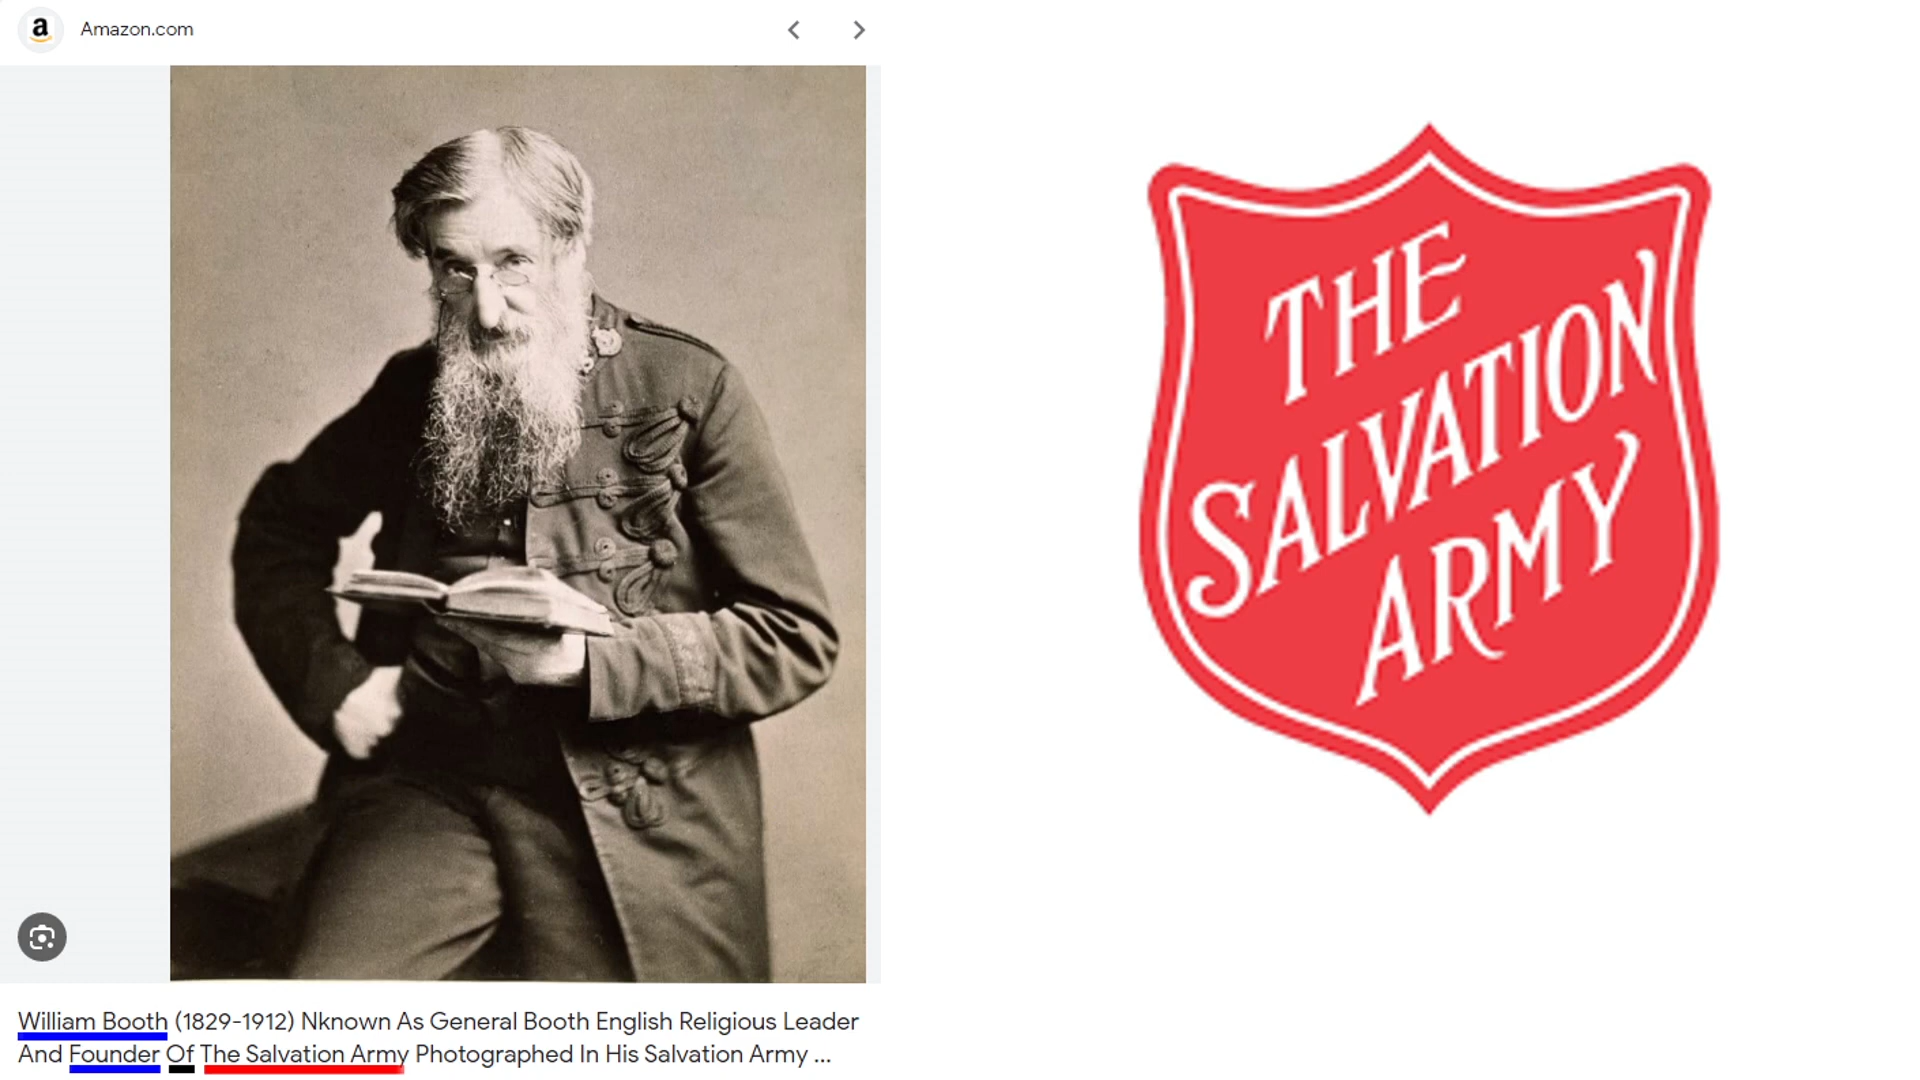 Amazon.com
William Booth (1829-1912) Nknown As General Booth English Religious Leader
And Founder Of The Salvation Army Photographed In His Salvation Army ...
THE
SALVATION
ARMY